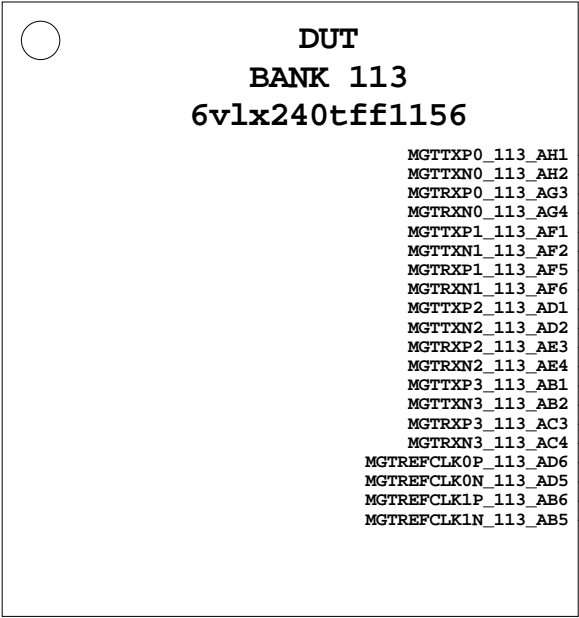 DUT
BANK 113
6vlx240tff1156
MGTTXP0_113_AH1
MGTTXN0_113_AH2
MGTRXP0_113_AG3
MGTRXN0_113_AG4
MGTTXP1_113_AF1
MGTTXN1_113_AF2
MGTRXP1_113_AF5
MGTRXN1_113_AF6
MGTTXP2_113_AD1
MGTTXN2_113_AD2
MGTRXP2_113_AE3
MGTRXN2_113_AE4
MGTTXP3_113_AB1
MGTTXN3_113_AB2
MGTRXP3_113_AC3
MGTRXN3_113_AC4
MGTREFCLK0P_113_AD6
MGTREFCLK0N_113_AD5
MGTREFCLK1P_113_AB6
MGTREFCLK1N_113_AB5